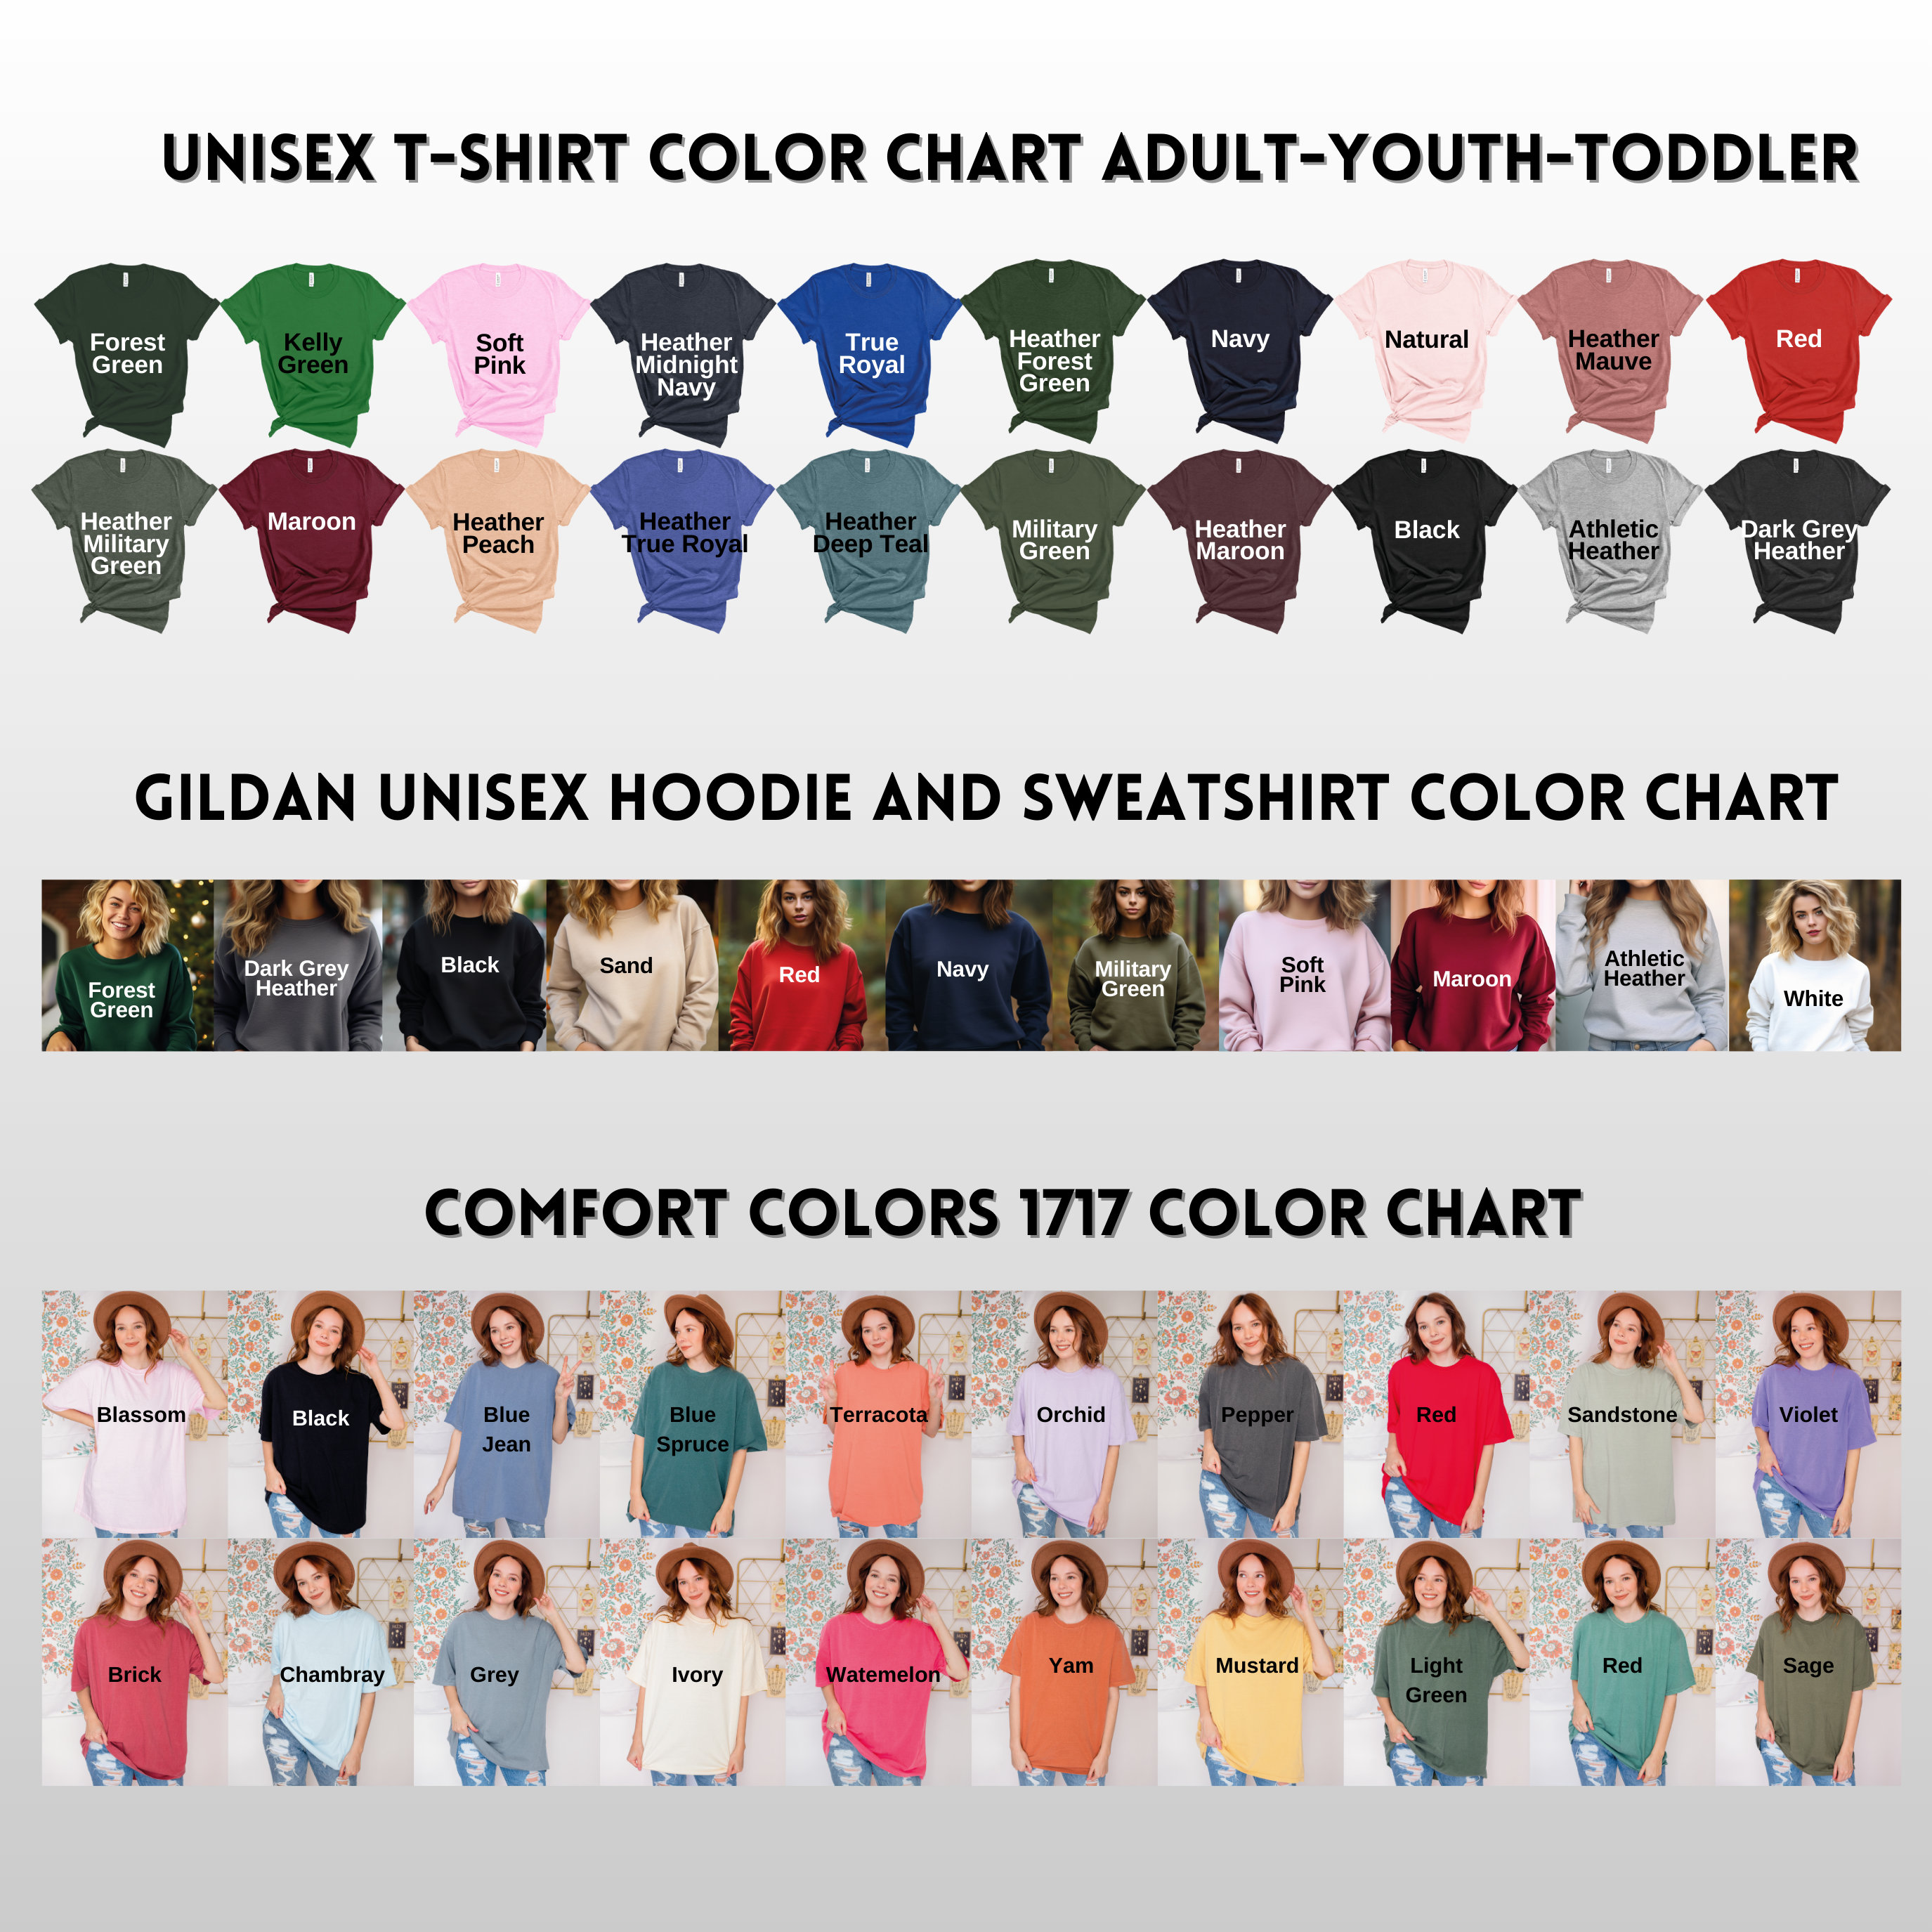 UNISEX T-SHIRT COLOR CHART ADULT-YOUTH-TODDLER
Forest
Green
Kelly
Green
Soft
Pink
Heather
Midnight
Navy
True
Royal
Heather
Forest
Green
Navy
Natural
Heather
Mauve
Red
Heather
Military
Green
Maroon
Heather
Peach
Heather
True Royal
Heather
Deep Teal
Military
Green
Heather
Maroon
Black
Athletic
Heather
Dark Grey
Heather
GILDAN UNISEX HOODIE AND SWEATSHIRT COLOR CHART
Forest
Green
Dark Grey
Heather
Black
Sand
Red
Navy
Military
Green
Soft
Pink
Maroon
Athletic
Heather
White
COMFORT COLORS 1717 COLOR CHART
Blassom
Black
Blue
Jean
Blue
Spruce
Terracota
Orchid
Pepper
Red
Sandstone
Violet
Brick
Chambray
Grey
Ivory
Watemelon
Yam
Mustard
Light
Green
Red
Sage